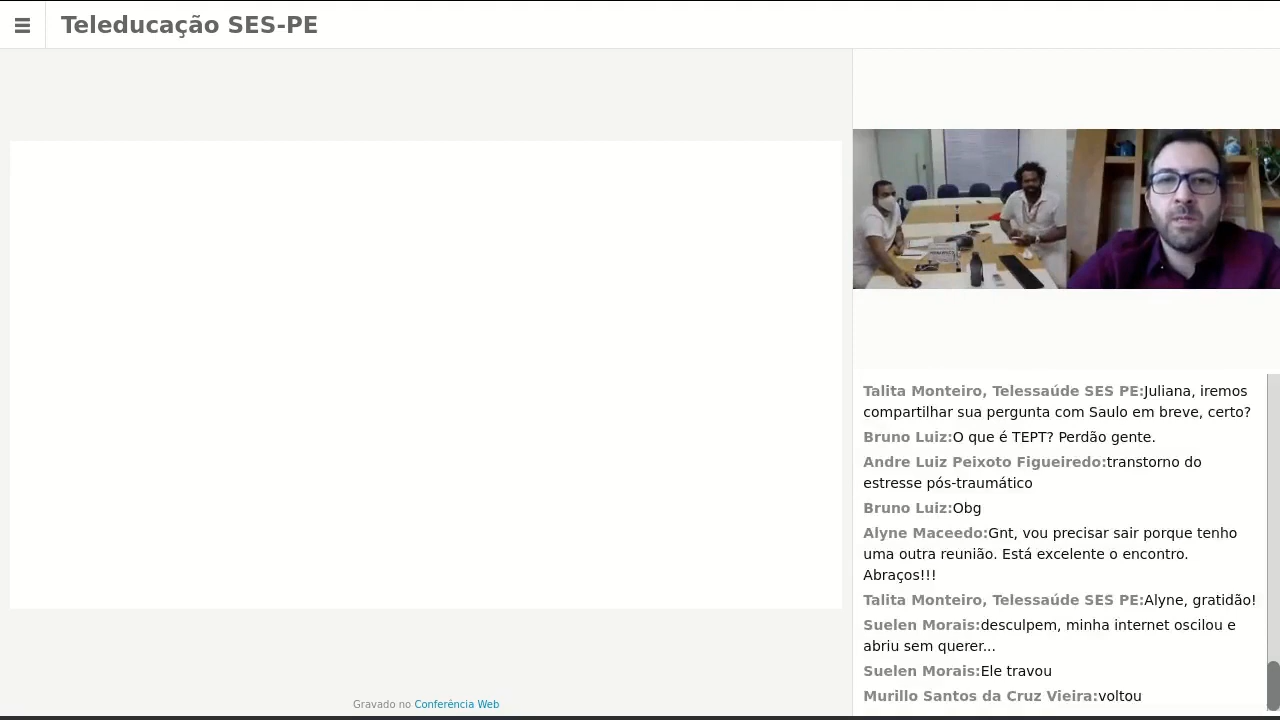 Teleducação SES-PE
Talita Monteiro, Telessaúde SES PE:Juliana, iremos
compartilhar sua pergunta com Saulo em breve, certo?
Bruno Luiz:O que é TEPT? Perdão gente.
Andre Luiz Peixoto Figueiredo:transtorno do
estresse pós-traumático
Bruno Luiz:Obg
Alyne Maceedo:Gnt, vou precisar sair porque tenho
uma outra reunião. Está excelente o encontro.
Abraços!!!
Talita Monteiro, Telessaúde SES PE:Alyne, gratidão!
Suelen Morais:desculpem, minha internet oscilou e
abriu sem querer...
Suelen Morais:Ele travou
Murillo Santos da Cruz Vieira:voltou
Gravado no Conferência Web